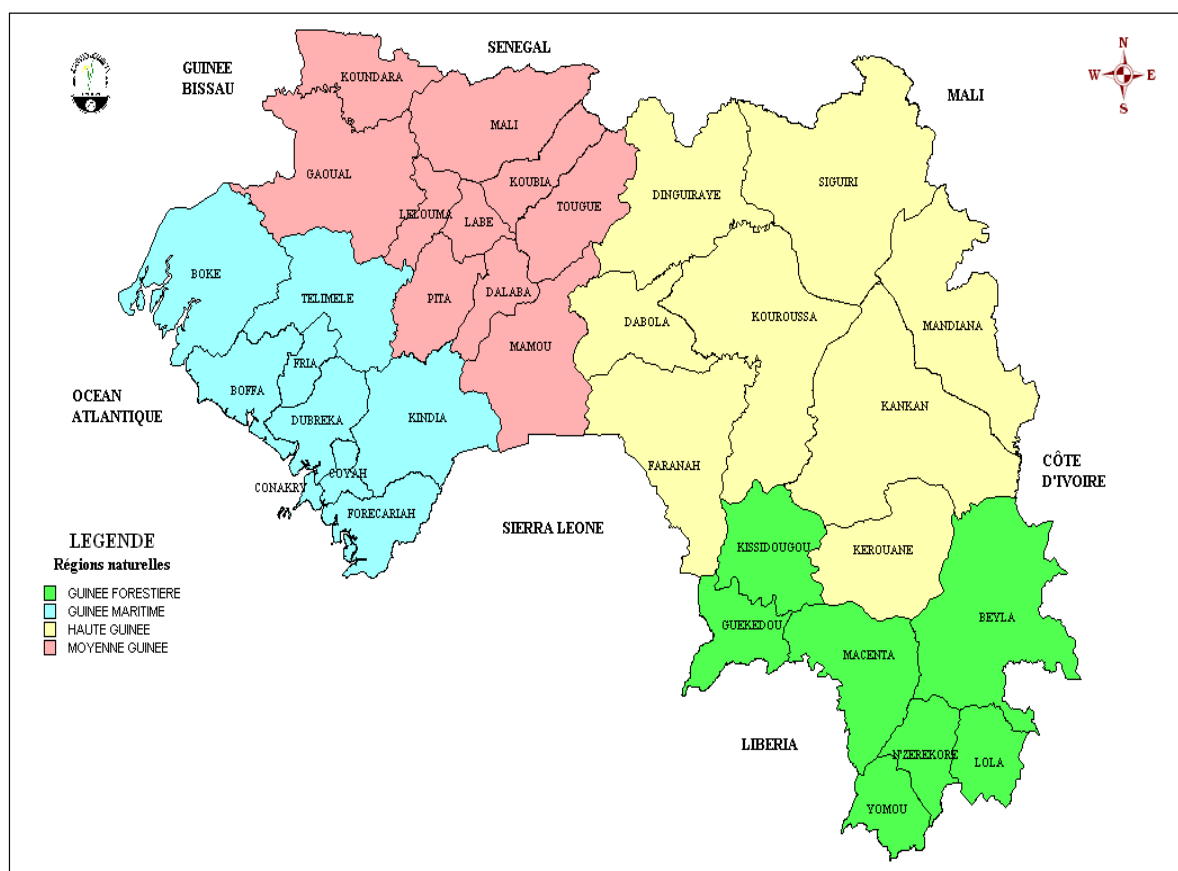 N
W E
S
SENEGAL
GUINEE
BISSAU
MALI
KOUNDARA
MALI
GAOUAL
KOUBIA
LELOUMA
LABE
TOUGUE
DINGUIRAYE
SIGUIRI
BOKE
TELIMELE
PITA
DALABA
MAMOU
DABOLA
KOUROUSSA
MANDIANA
FRIA
BOFFA
OCEAN
ATLANTIQUE
DUBREKA
KINDIA
KANKAN
COYAH
CONAKRY
FORECARIAH
FARANAH
CÔTE
D'IVOIRE
SIERRA LEONE
KISSIDOUGOU
KEROUANE
GUEKEDOU
MACENTA
BEYLA
LIBERIA
N'ZEREKORE
LOLA
YOMOU
LEGENDE
Régions naturelles
GUINEE FORESTIERE
GUINEE MARITIME
HAUTE GUINEE
MOYENNE GUINEE